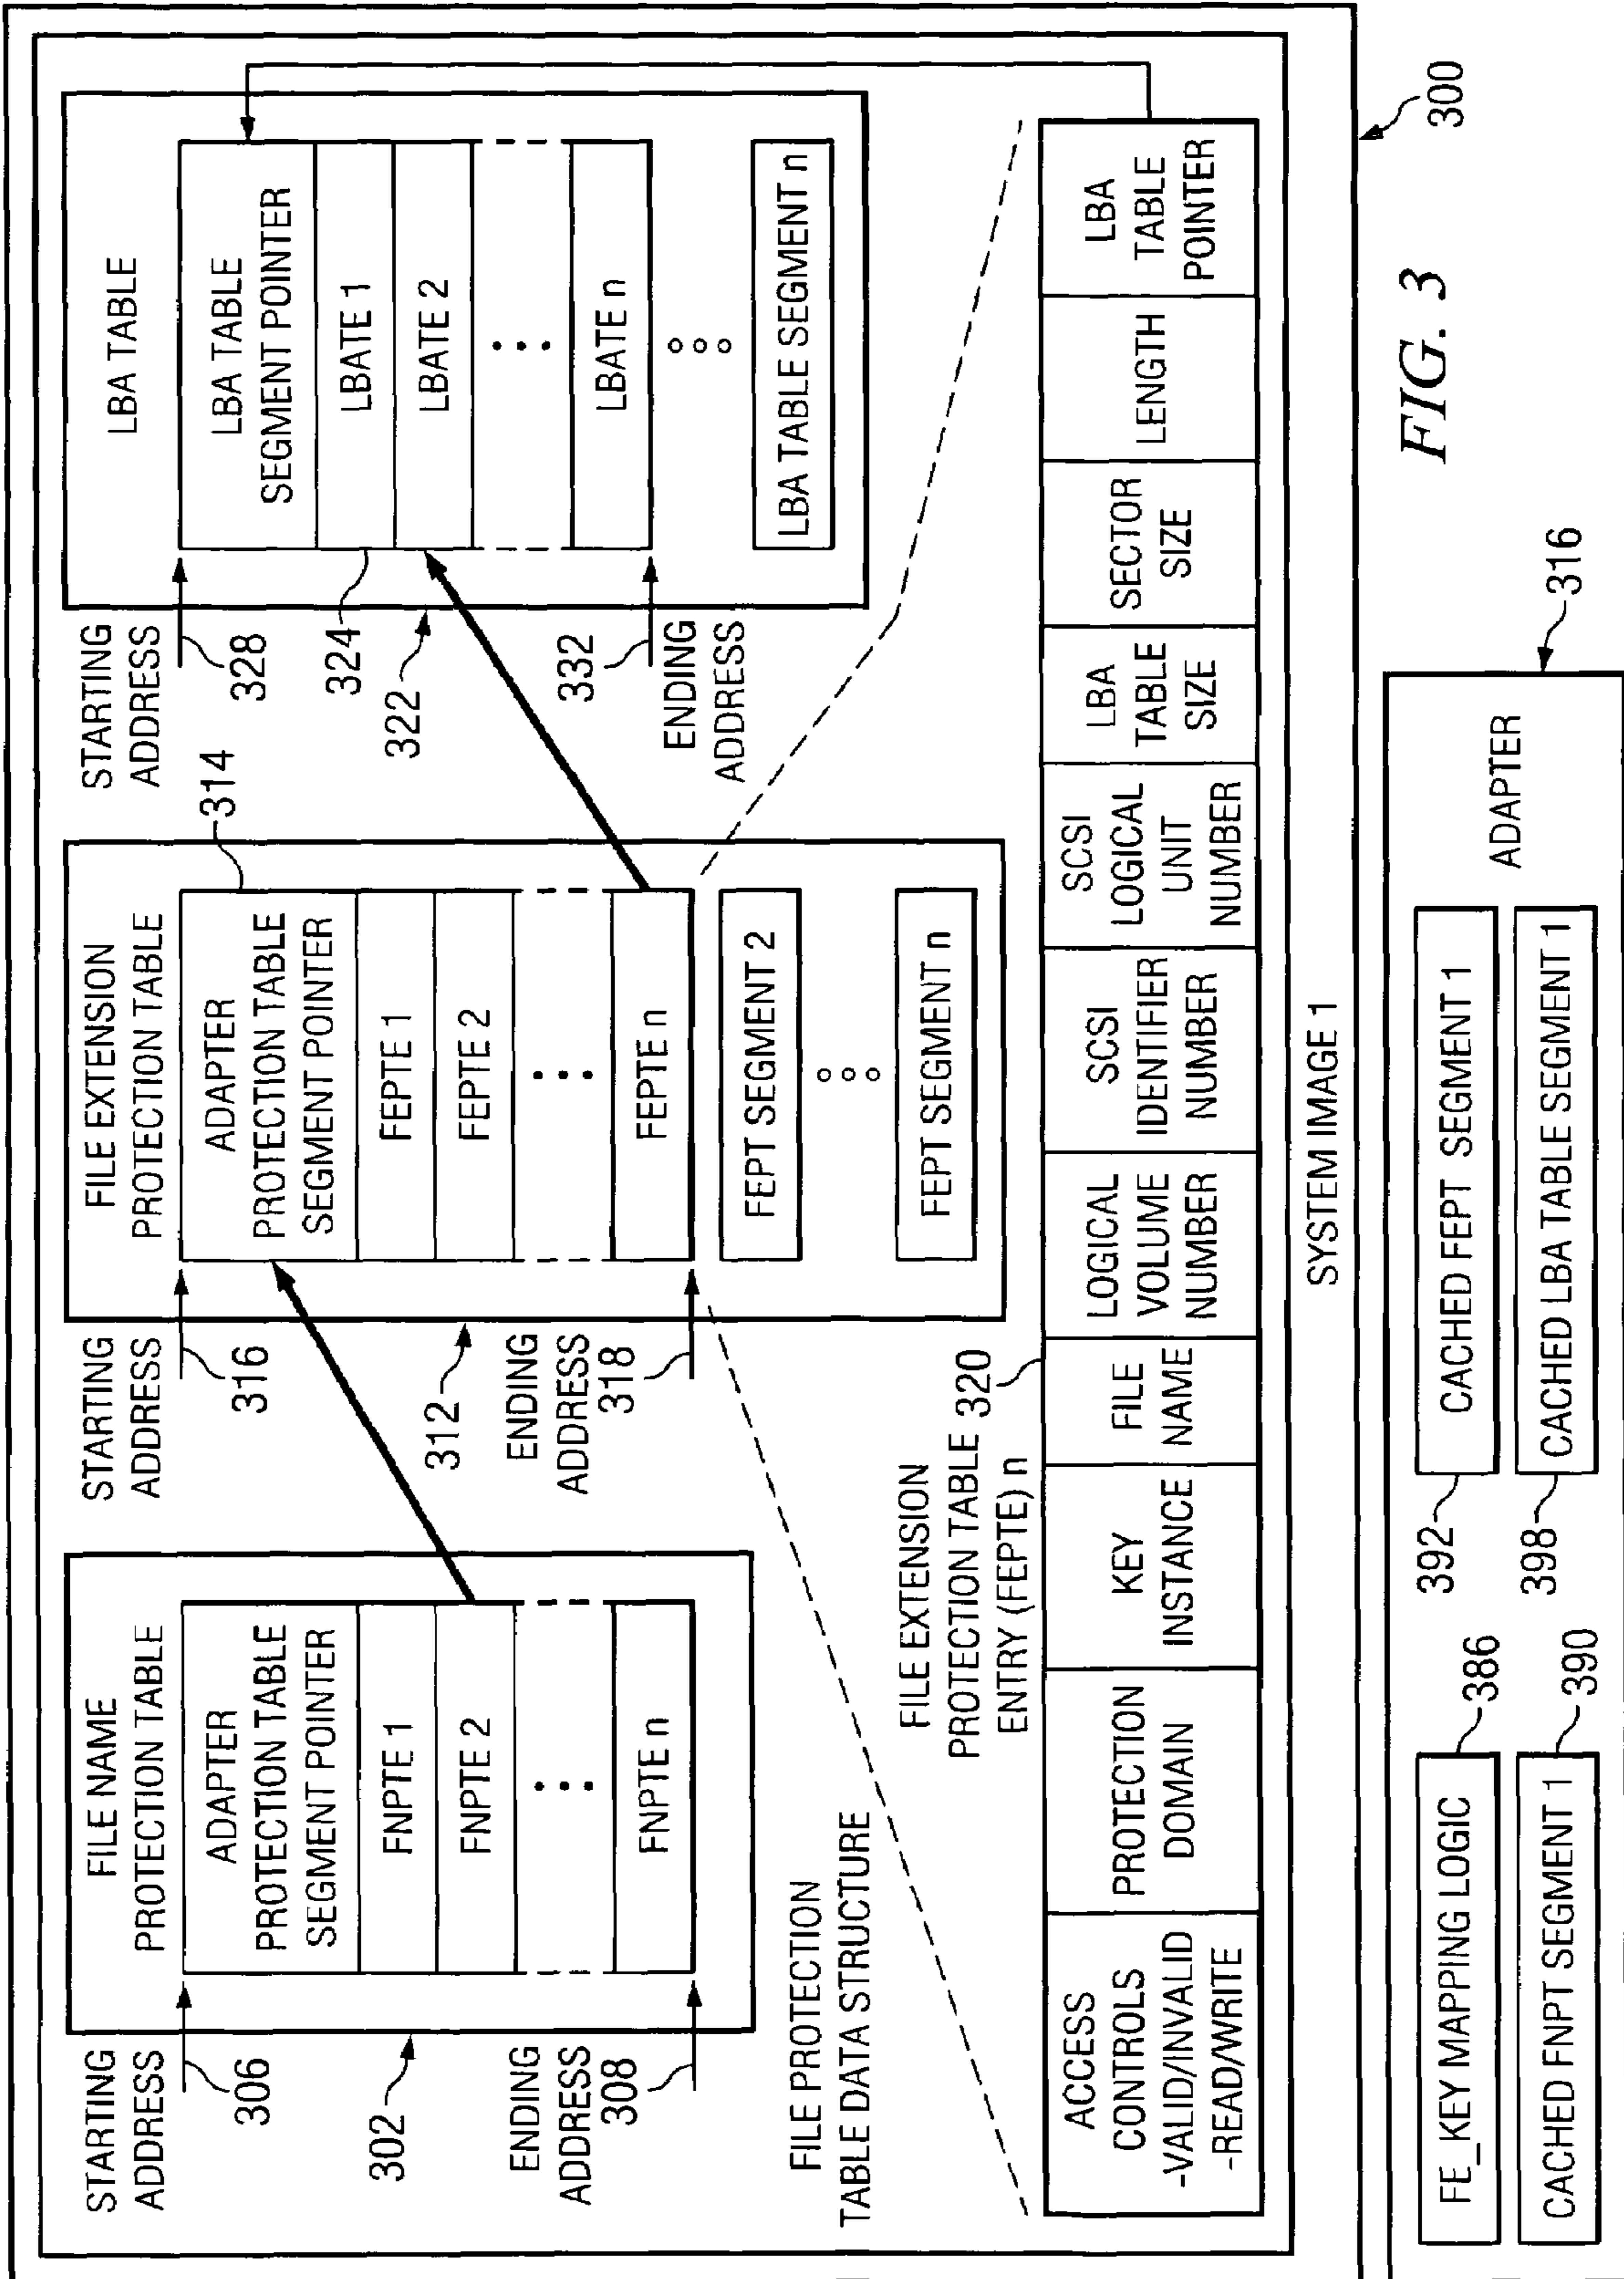 FILE NAME
PROTECTION TABLE
STARTING
ADDRESS
306
ADAPTER
PROTECTION TABLE
SEGMENT POINTER
FNPTE 1
FNPTE 2
FNPTE n
302
ENDING
ADDRESS
308
FILE EXTENSION
PROTECTION TABLE
STARTING
ADDRESS
316
314
ADAPTER
PROTECTION TABLE
SEGMENT POINTER
FEPTE 1
FEPTE 2
FEPTE n
312
ENDING
ADDRESS
318
FEPT SEGMENT 2
FEPT SEGMENT n
LBA TABLE
STARTING
ADDRESS
328
LBA TABLE
SEGMENT POINTER
324
LBATE 1
322
LBATE 2
LBATE n
332
ENDING
ADDRESS
LBA TABLE SEGMENT n
FILE PROTECTION
TABLE DATA STRUCTURE
FILE EXTENSION
PROTECTION TABLE 320
ENTRY (FEPTE) n
ACCESS
CONTROLS
-VALID/INVALID
-READ/WRITE
PROTECTION
DOMAIN
KEY
INSTANCE
FILE
NAME
LOGICAL
VOLUME
NUMBER
SCSI
IDENTIFIER
NUMBER
SCSI
LOGICAL
UNIT
NUMBER
LBA
TABLE
SIZE
SECTOR
SIZE
LENGTH
LBA
TABLE
POINTER
SYSTEM IMAGE 1
300
FE_KEY MAPPING LOGIC
386
CACHED FNPT SEGMENT 1
390
392
CACHED FEPT SEGMENT 1
398
CACHED LBA TABLE SEGMENT 1
ADAPTER
316
FIG. 3